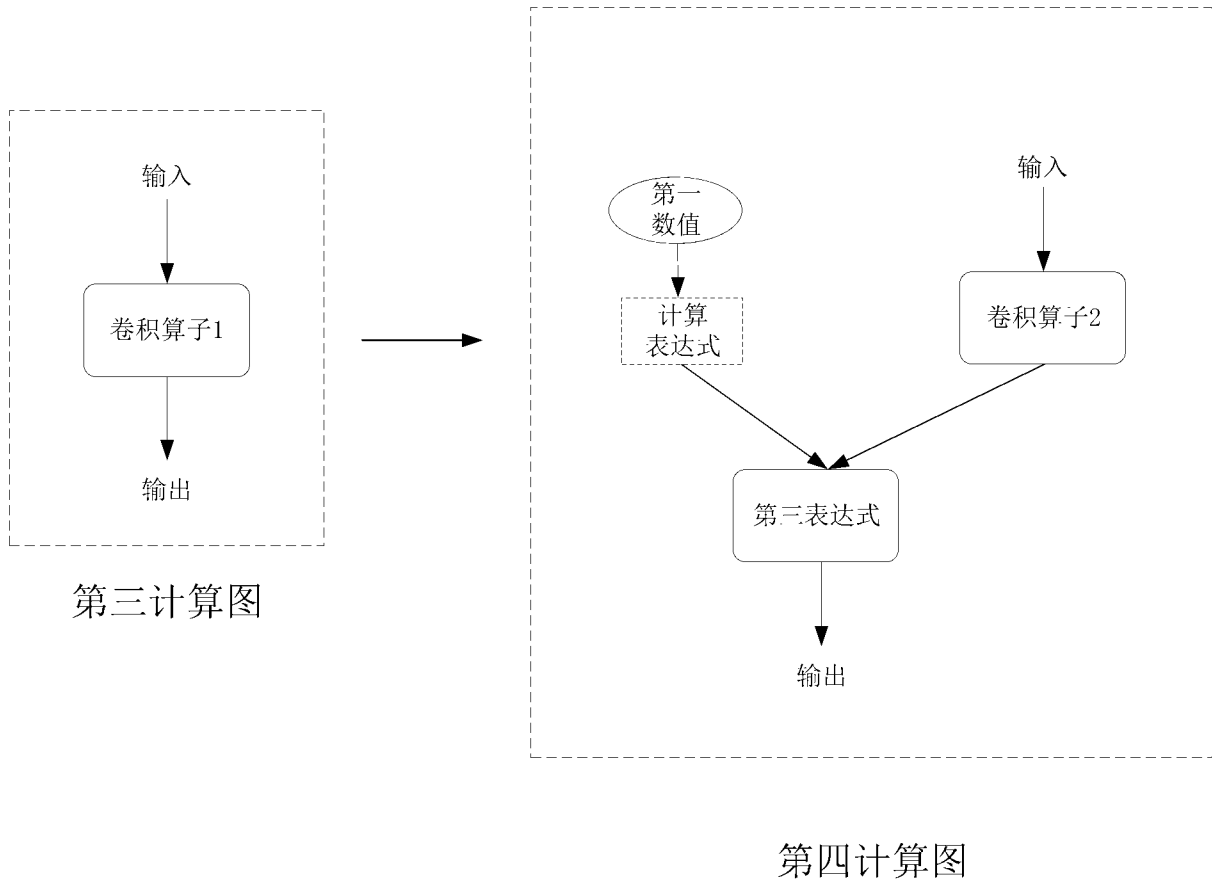 输入
卷积算子1
输出
第三计算图
第一
数值
计算
表达式
输入
卷积算子2
第三表达式
输出
第四计算图